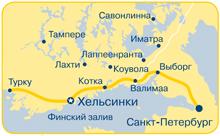 Савонлинна
Тампере
Иматра
Лаппеенранта
Лахти
Коувола
Выборг
Турку
Котка
Валимаа
Хельсинки
Финский залив
Санкт-Петербург